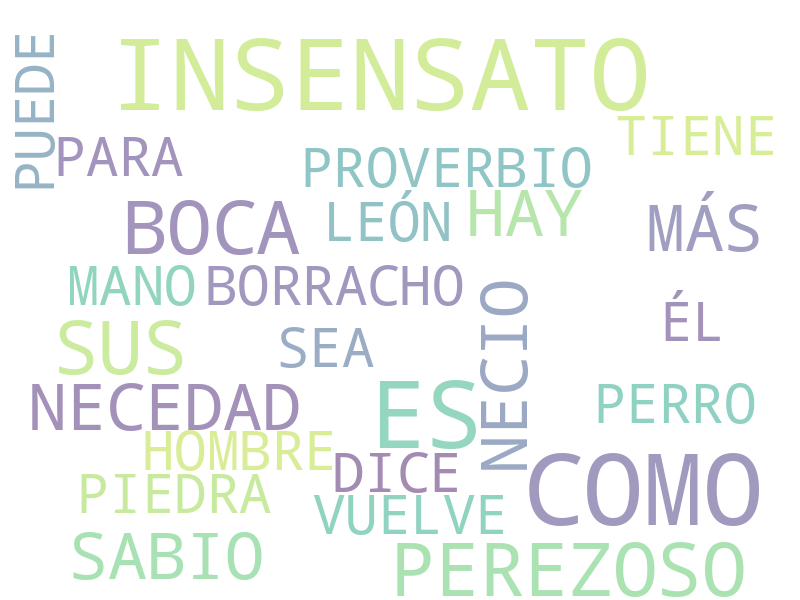 PUEDE
INSENSATO
TIENE
PARA
PROVERBIO
BOCA
LEÓN
HAY
MÁS
MANO
BORRACHO
NECIO
ÉL
SUS
SEA
NECEDAD
ES
PERRO
HOMBRE
DICE
COMO
PIEDRA
VUELVE
SABIO
PEREZOSO